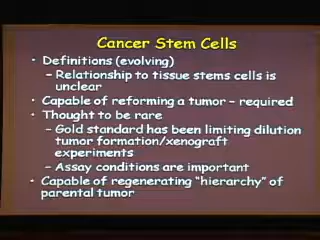 Cancer Stem Cells
• Definitions (evolving)
– Relationship to tissue stems cells is
unclear
• Capable of reforming a tumor – required
• Thought to be rare
– Gold standard has been limiting dilution
tumor formation/xenograft
experiments
– Assay conditions are important
• Capable of regenerating "hierarchy" of
parental tumor